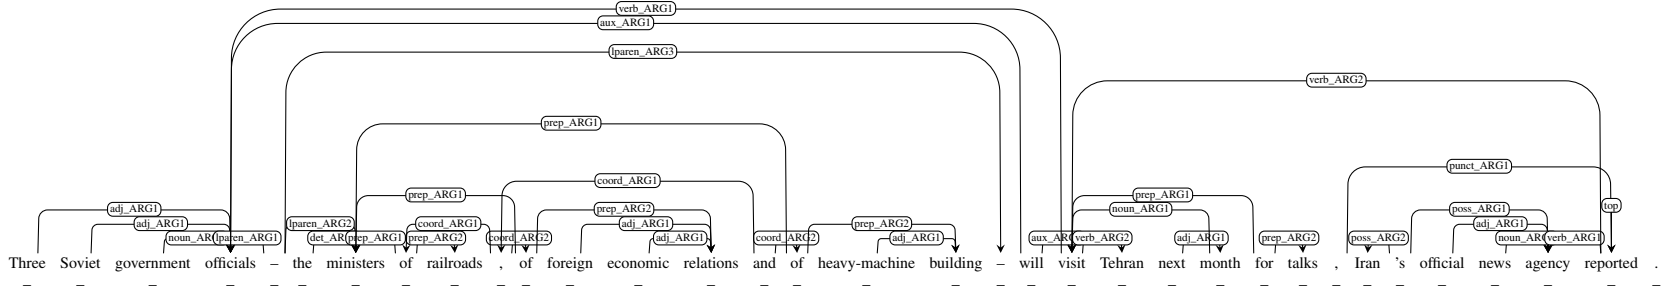 verb_ARG1
aux_ARG1
lparen_ARG3
verb_ARG2
prep_ARG1
punct_ARG1
coord_ARG1
prep_ARG1 prep_ARG1
adj_ARG1 prep_ARG2 noun_ARG1 poss_ARG1 top
adj_ARG1 lparen_ARG2 coord_ARG1 adj_ARG1 prep_ARG2 adj_ARG1
lparen_ARG1 prep_ARG1 prep_ARG2 coord_ARG2 adj_ARG1 coord_ARG2 adj_ARG1 verb_ARG2 adj_ARG1 prep_ARG2 poss_ARG2 verb_ARG1
Three Soviet government officials – the ministers of railroads , of foreign economic relations and of heavy-machine building – will visit Tehran next month for talks , Iran 's official news agency reported .
_ _ _ _ _ _ _ _ _ _ _ _ _ _ _ _ _ _ _ _ _ _ _ _ _ _ _ _ _ _ _ _ _ _